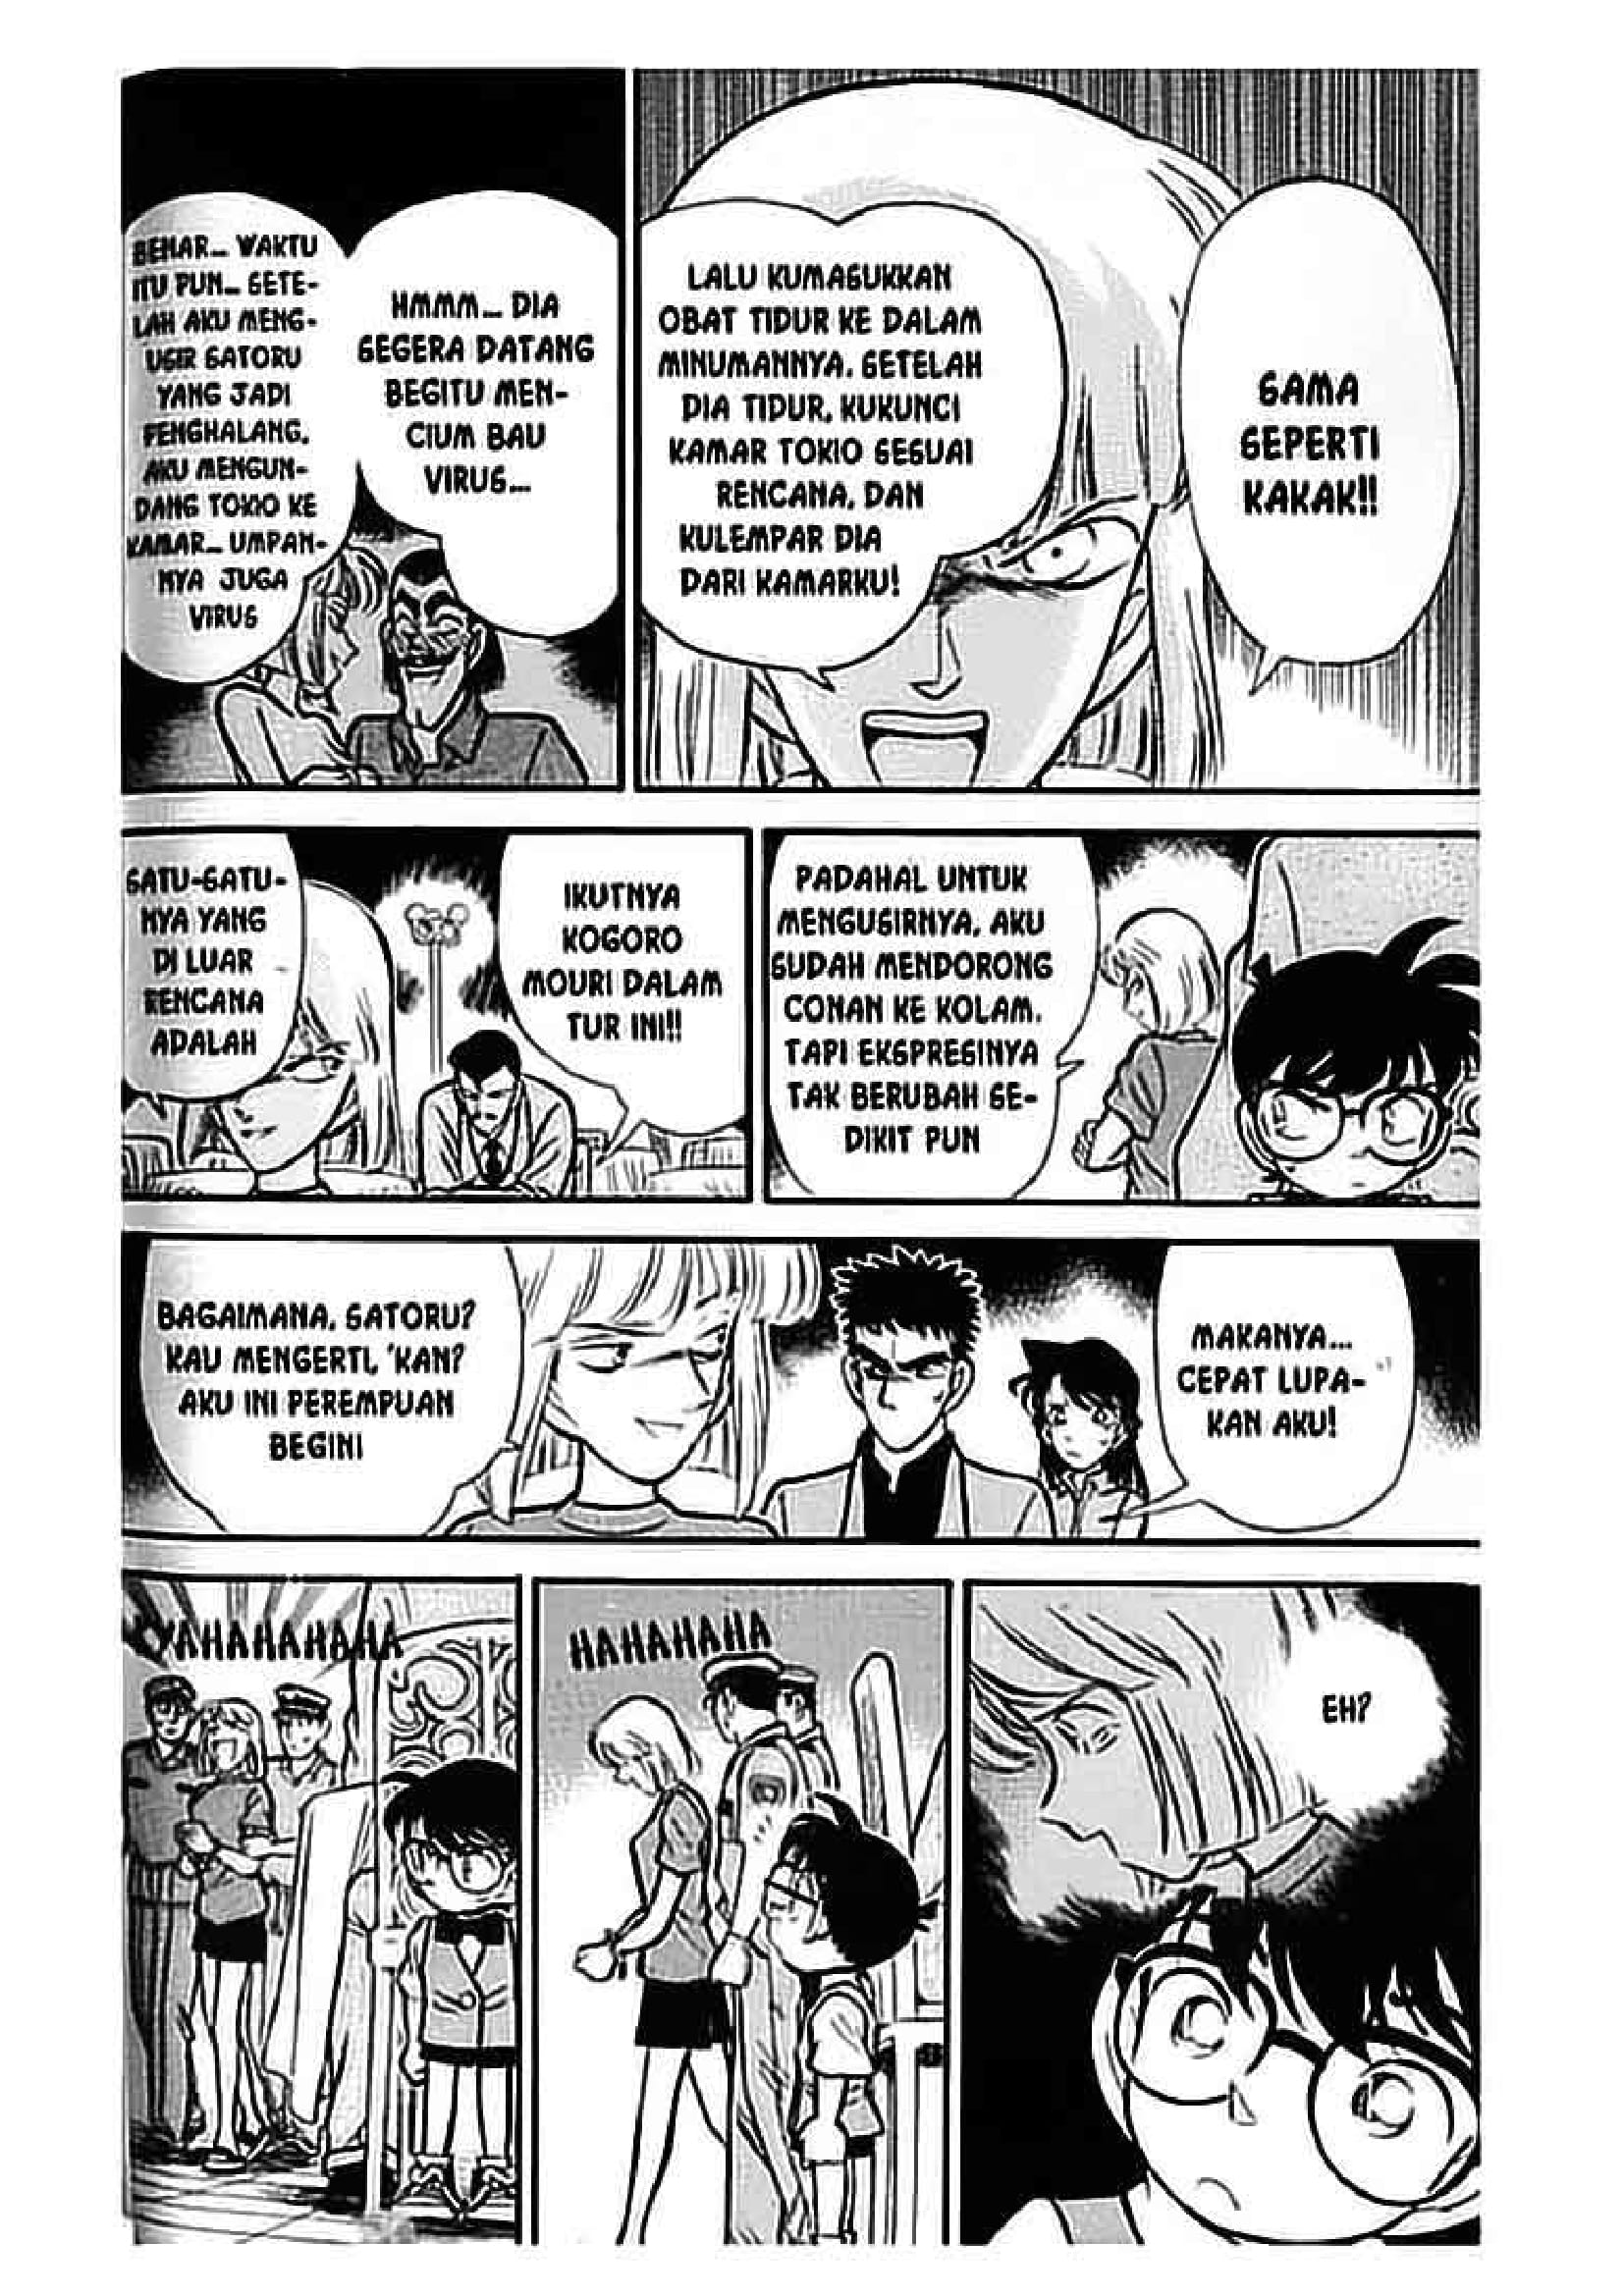 SAMA
SEPERTI
KAKAK!!
LALU KUMASUKKAN
OBAT TIDUR KE DALAM
MINUMANNYA. SETELAH
DIA TIDUR, KUKUNCI
KAMAR TOKIO SESUAI
RENCANA, DAN
KULEMPAR DIA
DARI KAMARKU!
HMMM... DIA
SEGERA DATANG
BEGITU MEN-
CIUM BAU
VIRUS...
BENAR... WAKTU
ITU PUN... SETE-
LAH AKU MENG-
USIR SATORU
YANG JADI
PENGHALANG,
AKU MENGUN-
DANG TOKIO KE
KAMAR... UMPAN-
NYA JUGA
VIRUS
PADAHAL UNTUK
MENGUSIRNYA, AKU
SUDAH MENDORONG
CONAN KE KOLAM.
TAPI EKSPRESINYA
TAK BERUBAH SE-
DIKIT PUN
IKUTNYA
KOGORO
MOURI DALAM
TUR INI!!
SATU-SATU-
NYA YANG
DI LUAR
RENCANA
ADALAH
MAKANYA...
CEPAT LUPA-
KAN AKU!
BAGAIMANA, SATORU?
KAU MENGERTI, 'KAN?
AKU INI PEREMPUAN
BEGINI
EH?
HAHAHAHA
YAHAHAHAHA